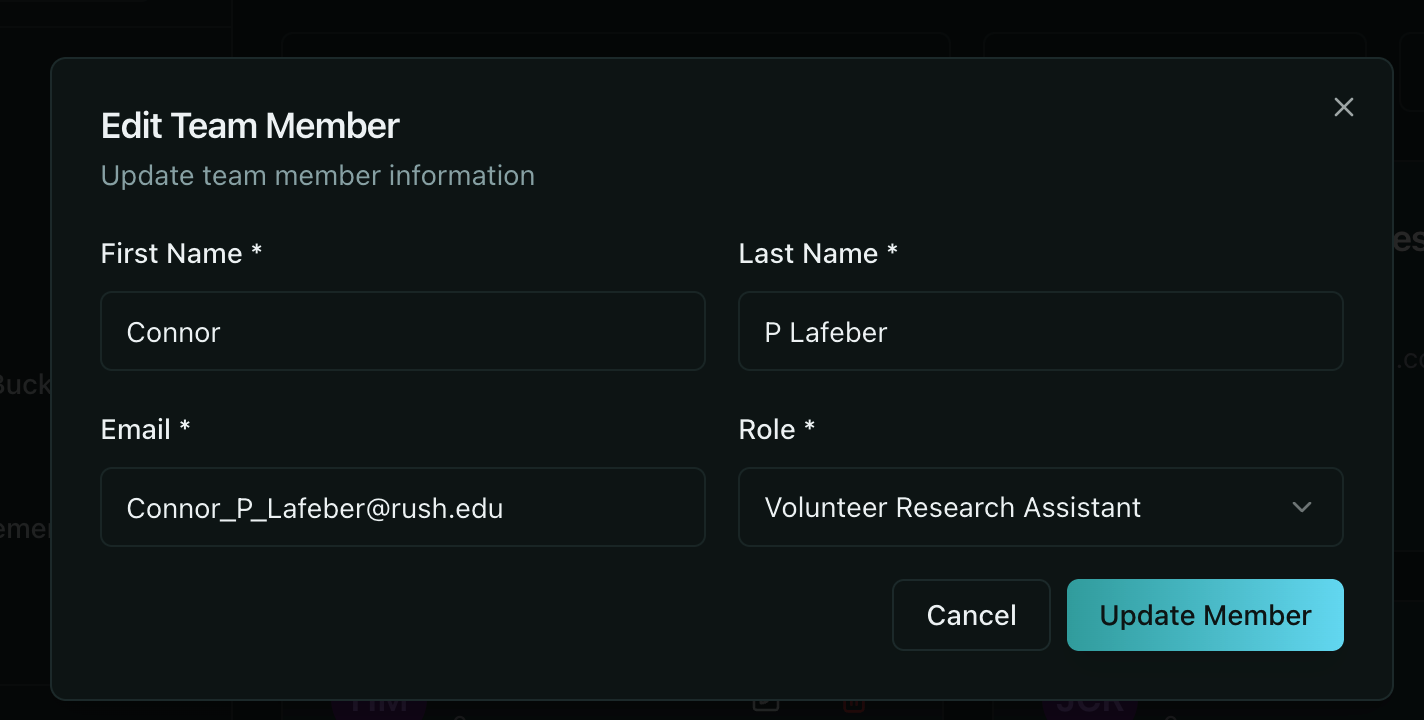 Edit Team Member
Update team member information
First Name *
Last Name *
Connor
P Lafeber
Email *
Role *
Connor_P_Lafeber@rush.edu
Volunteer Research Assistant
Cancel
Update Member